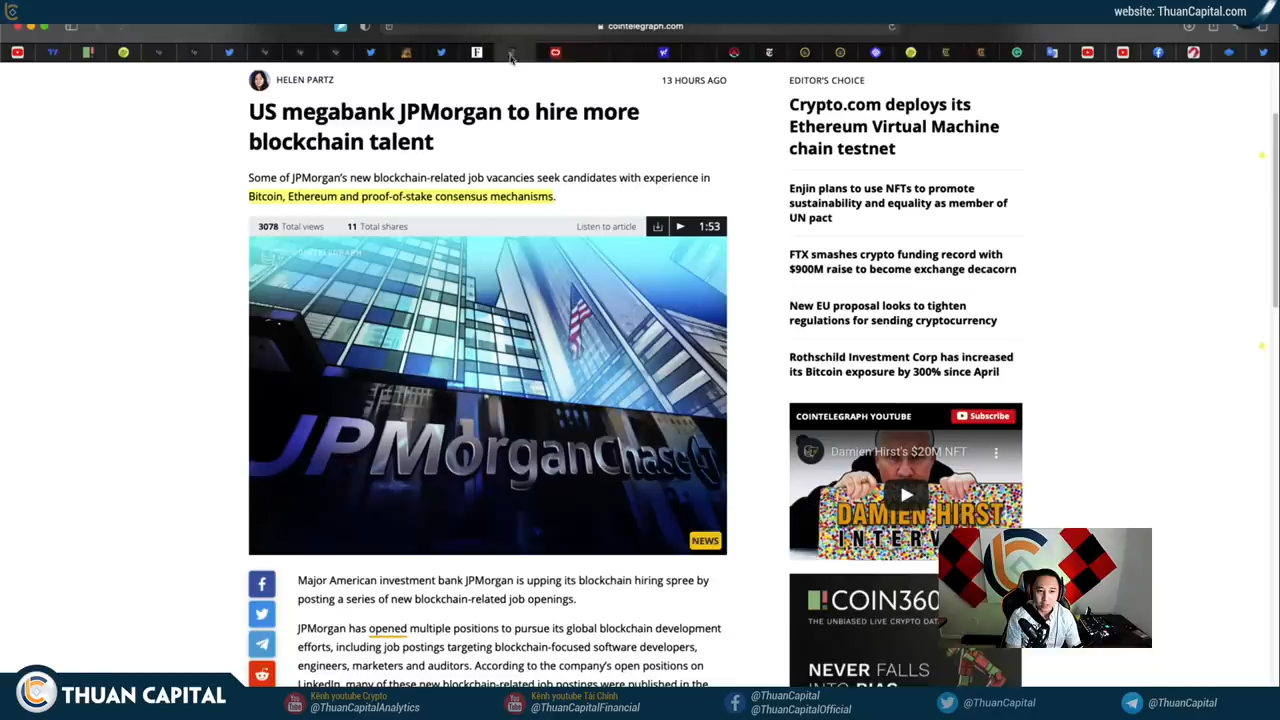 website: ThuanCapital.com
cointelegraph.com
HELEN PARTZ
13 HOURS AGO
US megabank JPMorgan to hire more
blockchain talent
Some of JPMorgan's new blockchain-related job vacancies seek candidates with experience in
Bitcoin, Ethereum and proof-of-stake consensus mechanisms.
3078 Total views
11 Total shares
Listen to article
1:53
COINTELEGRAPH
JPMorganChase
NEWS
Major American investment bank JPMorgan is upping its blockchain hiring spree by
posting a series of new blockchain-related job openings.
JPMorgan has opened multiple positions to pursue its global blockchain development
efforts, including job postings targeting blockchain-focused software developers,
engineers, marketers and auditors. According to the company's open positions on
LinkedIn, many of these new blockchain-related job postings were published in the
EDITOR'S CHOICE
Crypto.com deploys its
Ethereum Virtual Machine
chain testnet
Enjin plans to use NFTs to promote
sustainability and equality as member of
UN pact
FTX smashes crypto funding record with
$900M raise to become exchange decacorn
New EU proposal looks to tighten
regulations for sending cryptocurrency
Rothschild Investment Corp has increased
its Bitcoin exposure by 300% since April
COINTELEGRAPH YOUTUBE
Subscribe
Damien Hirst's $20M NFT
DAMIEN HIRST
INTERV
COIN360
THE UNBIASED LIVE CRYPTO DAT
NEVER FALLS
INTO BIAS
THUAN CAPITAL
Kênh youtube Crypto
@ThuanCapitalAnalytics
Kênh youtube Tài Chính
@ThuanCapitalFinancial
@ThuanCapital
@ThuanCapitalOfficial
@ThuanCapital
@ThuanCapital